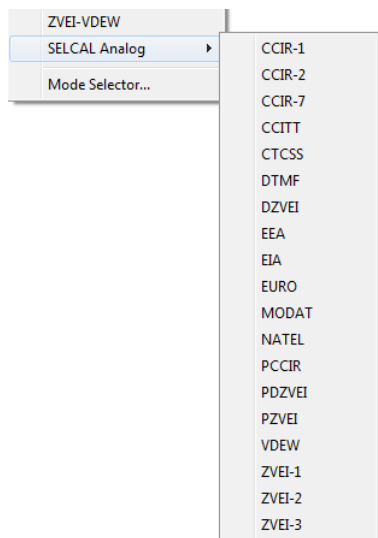 ZVEI-VDEW
SELCAL Analog
Mode Selector...
CCIR-1
CCIR-2
CCIR-7
CCITT
CTCSS
DTMF
DZVEI
EEA
EIA
EURO
MODAT
NATEL
PCCIR
PDZVEI
PZVEI
VDEW
ZVEI-1
ZVEI-2
ZVEI-3